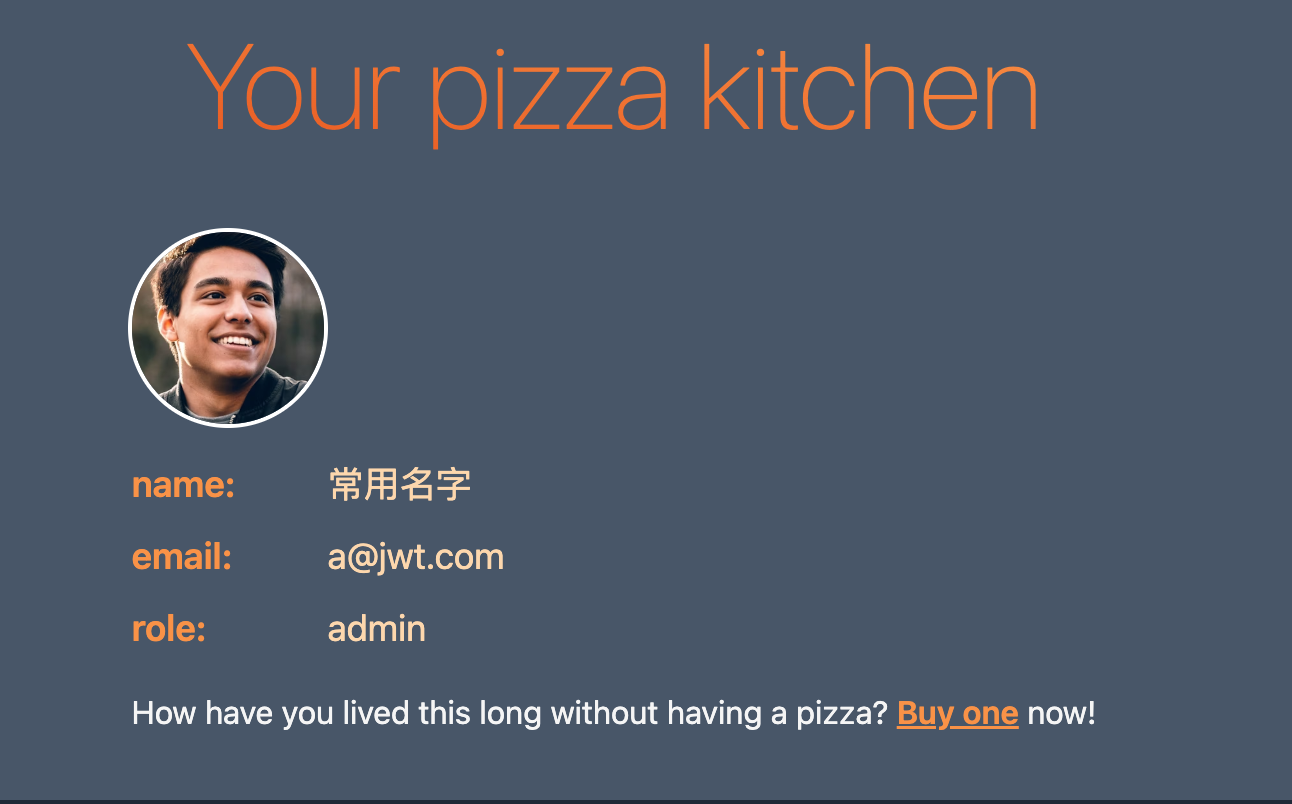 Your pizza kitchen
name: 常用名字
email: a@jwt.com
role: admin
How have you lived this long without having a pizza? Buy one now!